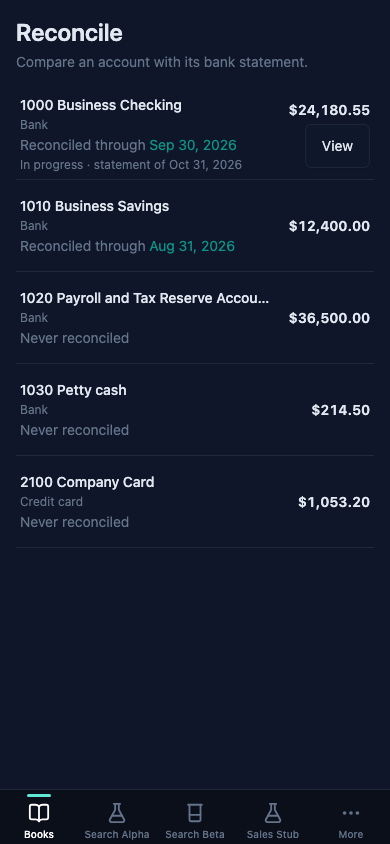 Reconcile
Compare an account with its bank statement.
1000 Business Checking
$24,180.55
Bank
Reconciled through Sep 30, 2026
View
In progress · statement of Oct 31, 2026
1010 Business Savings
Bank
$12,400.00
Reconciled through Aug 31, 2026
1020 Payroll and Tax Reserve Accou...
Bank
$36,500.00
Never reconciled
1030 Petty cash
Bank
$214.50
Never reconciled
2100 Company Card
Credit card
$1,053.20
Never reconciled
Books
Search Alpha
Search Beta
Sales Stub
More